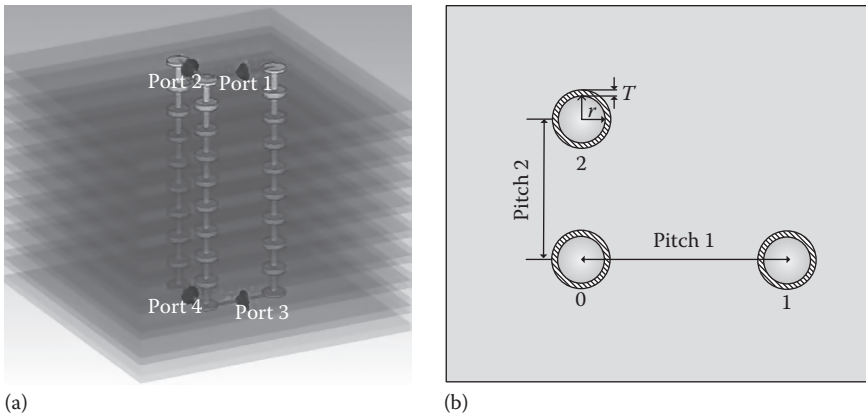 Port 2
Port 1
Port 4
Port 3
(a)
T
r
2
Pitch 2
Pitch 1
0
1
(b)